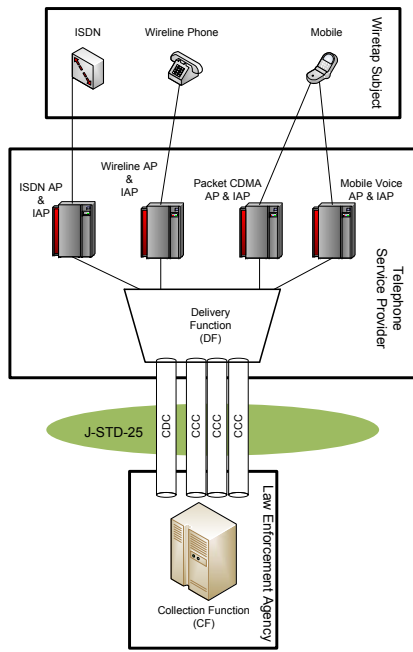 ISDN
Wireline Phone
Mobile
Wiretap Subject
ISDN AP
&
IAP
Wireline AP
&
IAP
Packet CDMA
AP & IAP
Mobile Voice
AP & IAP
Telephone
Service Provider
Delivery
Function
(DF)
CDC
CCC
CCC
CCC
J-STD-25
Law Enforcement Agency
Collection Function
(CF)